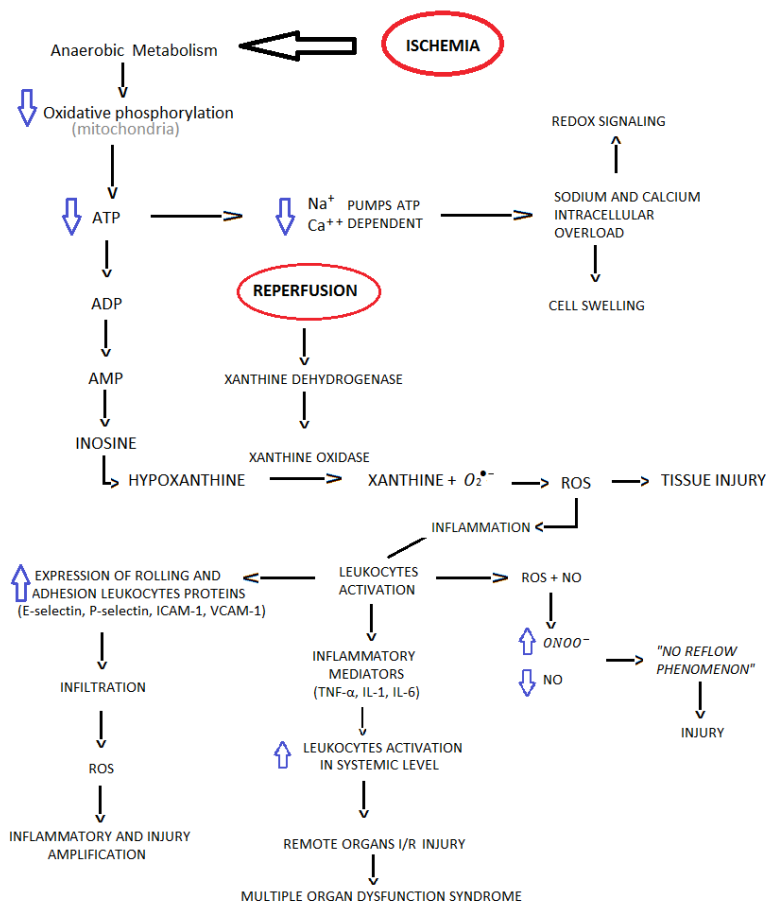 ISCHEMIA
Anaerobic Metabolism
Oxidative phosphorylation
(mitochondria)
REDOX SIGNALING
ATP
Na⁺ PUMPS ATP
Ca⁺⁺ DEPENDENT
SODIUM AND CALCIUM
INTRACELLULAR
OVERLOAD
CELL SWELLING
ADP
REPERFUSION
AMP
XANTHINE DEHYDROGENASE
INOSINE
XANTHINE OXIDASE
HYPOXANTHINE
XANTHINE + O₂•⁻
ROS
TISSUE INJURY
INFLAMMATION
EXPRESSION OF ROLLING AND
ADHESION LEUKOCYTES PROTEINS
(E-selectin, P-selectin, ICAM-1, VCAM-1)
LEUKOCYTES
ACTIVATION
ROS + NO
ONOO⁻
NO
"NO REFLOW
PHENOMENON"
INJURY
INFILTRATION
ROS
INFLAMMATORY AND INJURY
AMPLIFICATION
INFLAMMATORY
MEDIATORS
(TNF-α, IL-1, IL-6)
LEUKOCYTES ACTIVATION
IN SYSTEMIC LEVEL
REMOTE ORGANS I/R INJURY
MULTIPLE ORGAN DYSFUNCTION SYNDROME